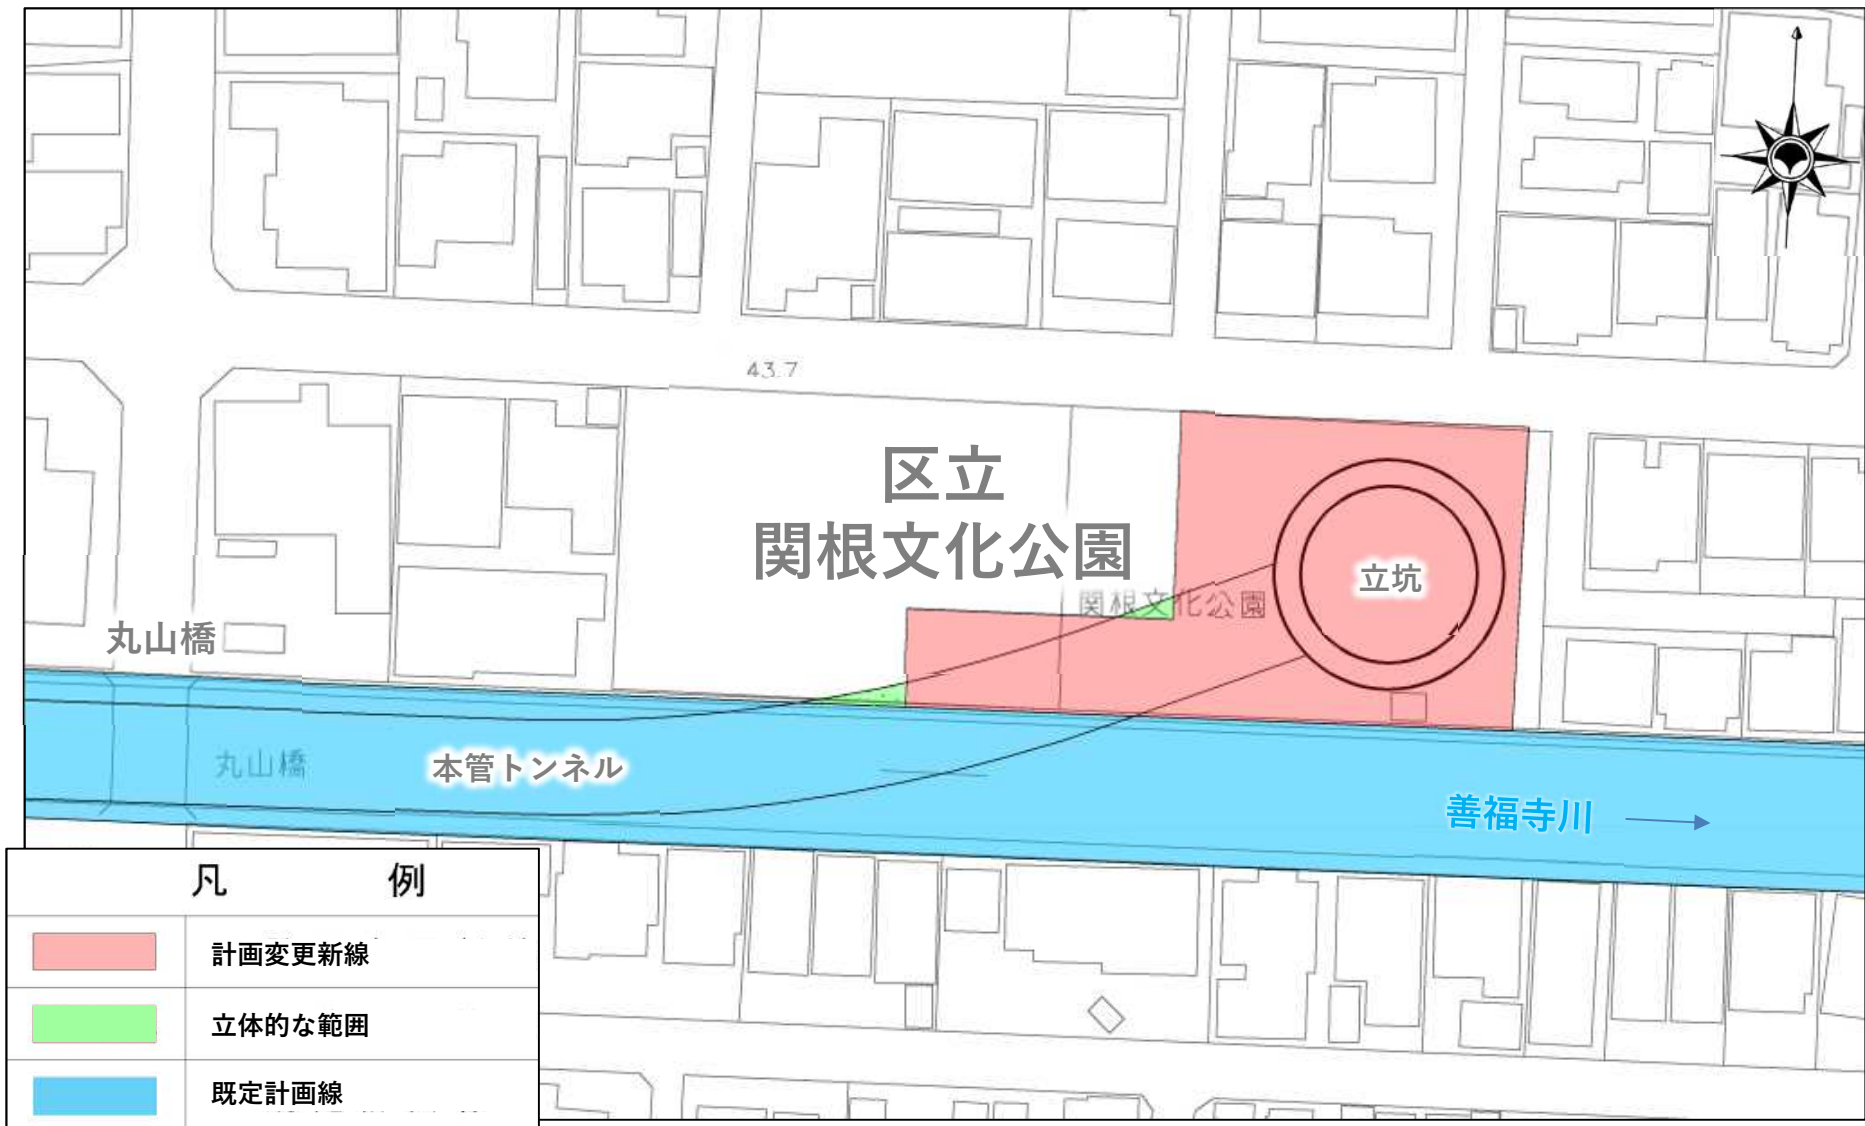 43.7
区立
関根文化公園
関根文化公園
立坑
丸山橋
丸山橋
本管トンネル
善福寺川
凡 例
計画変更新線
立体的な範囲
既定計画線